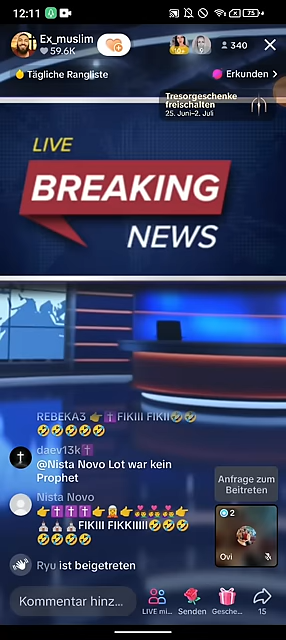 12:11
75
Ex_muslim
59.6K
340
Tägliche Rangliste
Erkunden >
Tresorgeschenke
freischalten
25. Juni–2. Juli
LIVE
BREAKING
NEWS
REBEKA3 👉✝️FIKIII FIKII🤣🤣
🤣🤣🤣🤣🤣
daev13k✝️
@Nista Novo Lot war kein
Prophet
Nista Novo
FIKIII FIKKIIIII🤣🤣🤣
🤣🤣🤣🤣🤣
Anfrage zum
Beitreten
2
Ovi
Ryu ist beigetreten
Kommentar hinz...
LIVE mi...
Senden
Gesche...
15